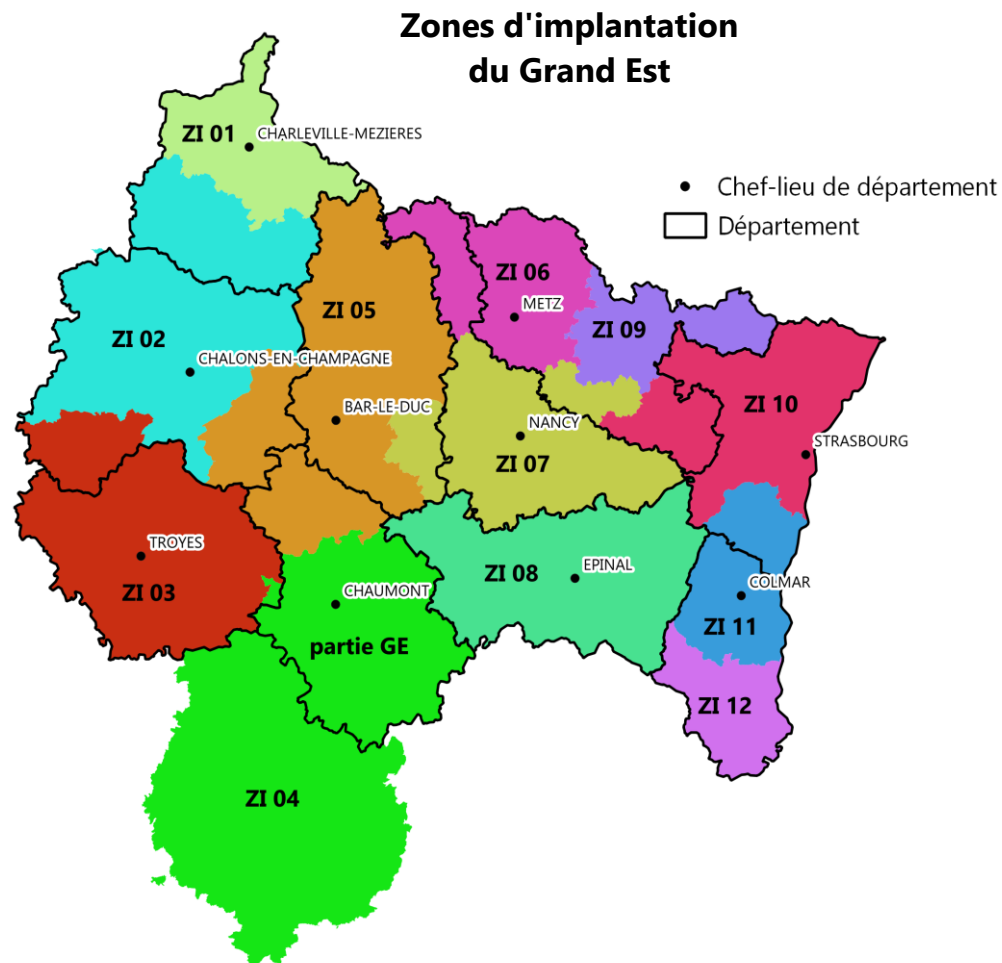 Zones d'implantation
du Grand Est
ZI 01
CHARLEVILLE-MEZIERES
Chef-lieu de département
Département
ZI 06
METZ
ZI 05
ZI 09
ZI 02
CHALONS-EN-CHAMPAGNE
BAR-LE-DUC
ZI 10
NANCY
STRASBOURG
ZI 07
TROYES
ZI 03
ZI 08
EPINAL
CHAUMONT
COLMAR
ZI 11
partie GE
ZI 12
ZI 04